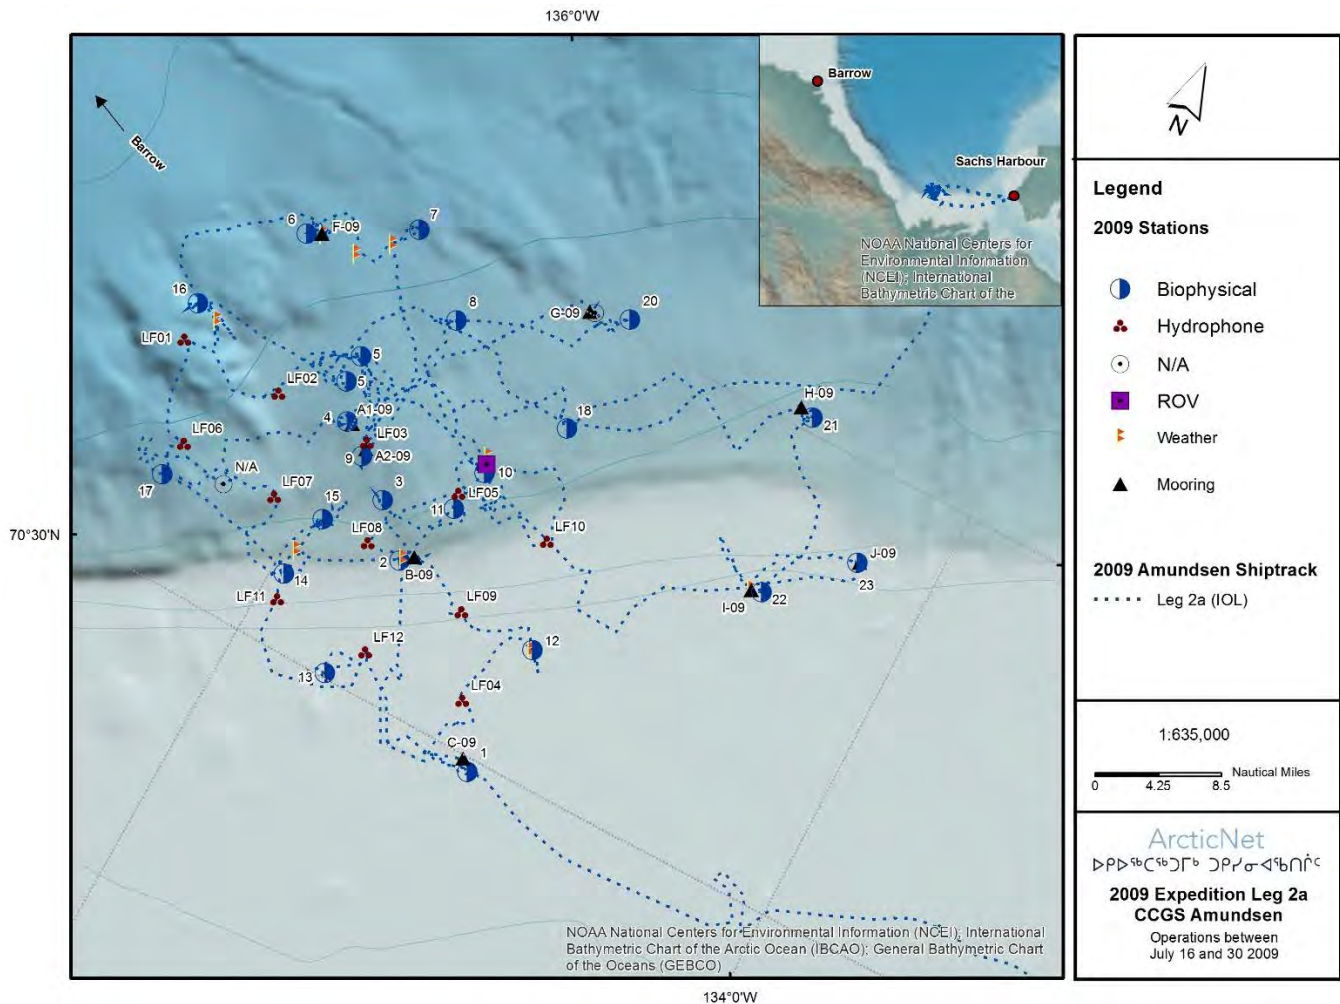 136°0'W
Barrow
Barrow
Sachs Harbour
NOAA National Centers for
Environmental Information
(NCEI); International
Bathymetric Chart of the
6
F-09
7
16
LF01
8
G-09
20
5
LF02
5
H-09
21
4
A1-09
18
LF06
LF03
9
A2-09
N/A
17
LF07
10
3
LF05
15
11
70°30'N
LF08
LF10
2
B-09
J-09
23
14
I-09
22
LF11
LF09
12
LF12
13
LF04
C-09
1
NOAA National Centers for Environmental Information (NCEI); International
Bathymetric Chart of the Arctic Ocean (IBCAO); General Bathymetric Chart
of the Oceans (GEBCO)
134°0'W
N
Legend
2009 Stations
Biophysical
Hydrophone
N/A
ROV
Weather
Mooring
2009 Amundsen Shiptrack
Leg 2a (IOL)
1:635,000
Nautical Miles
0 4.25 8.5
ArcticNet
ᐅᑭᐅᖅᑕᖅᑐᒥᒃ ᑐᑭᓯᓂᐊᖃᑎᒌᑦ
2009 Expedition Leg 2a
CCGS Amundsen
Operations between
July 16 and 30 2009